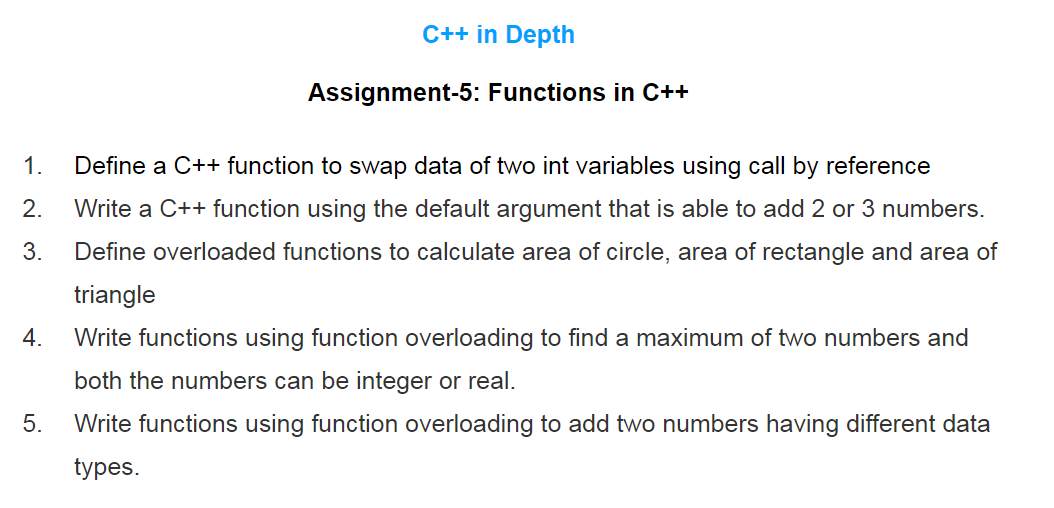 C++ in Depth
Assignment-5: Functions in C++
1. Define a C++ function to swap data of two int variables using call by reference
2. Write a C++ function using the default argument that is able to add 2 or 3 numbers.
3. Define overloaded functions to calculate area of circle, area of rectangle and area of
triangle
4. Write functions using function overloading to find a maximum of two numbers and
both the numbers can be integer or real.
5. Write functions using function overloading to add two numbers having different data
types.